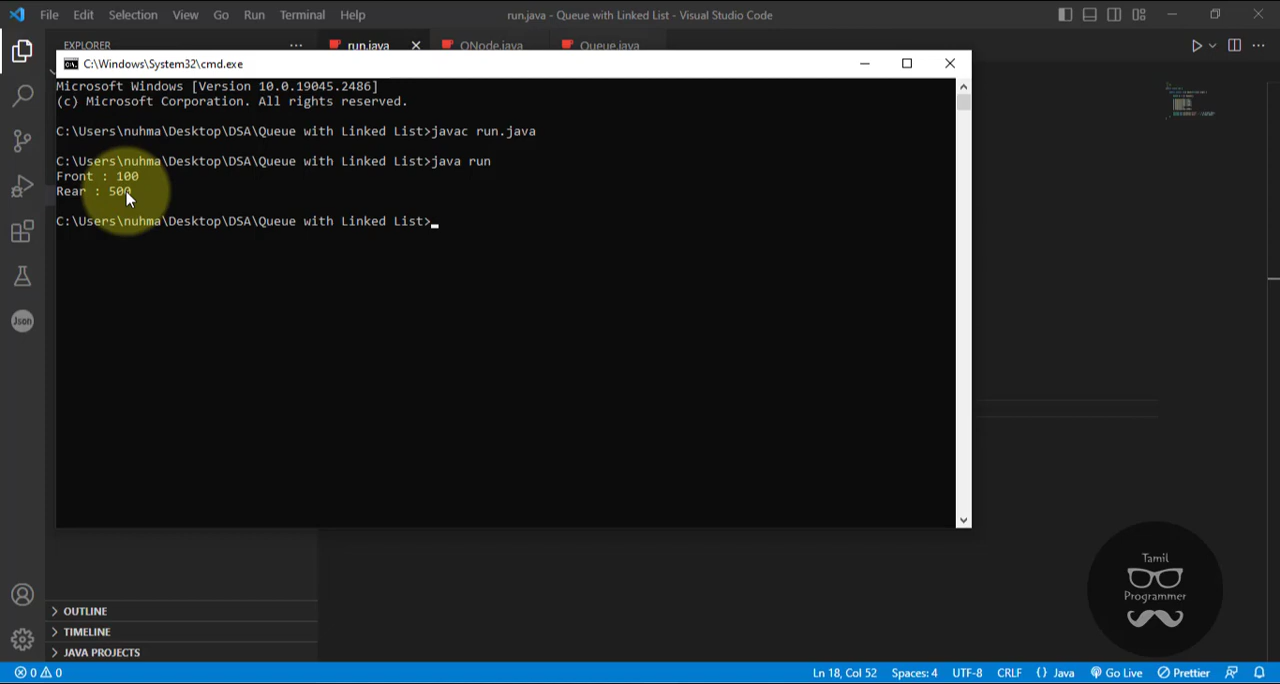 File Edit Selection View Go Run Terminal Help
run.java - Queue with Linked List - Visual Studio Code
EXPLORER
run.java QNode.java Queue.java
C:\Windows\System32\cmd.exe
Microsoft Windows [Version 10.0.19045.2486]
(c) Microsoft Corporation. All rights reserved.
C:\Users\nuhma\Desktop\DSA\Queue with Linked List>javac run.java
C:\Users\nuhma\Desktop\DSA\Queue with Linked List>java run
Front : 100
Rear : 500
C:\Users\nuhma\Desktop\DSA\Queue with Linked List>
Json
Tamil
Programmer
OUTLINE
TIMELINE
JAVA PROJECTS
0 0 Ln 18, Col 52 Spaces: 4 UTF-8 CRLF {} Java Go Live Prettier